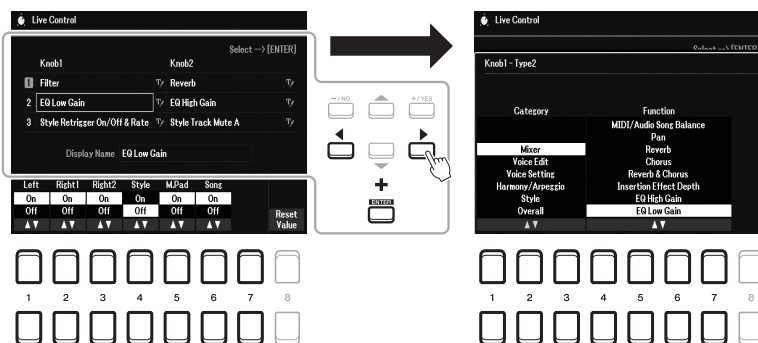 Live Control
Select --> [ENTER]
Knob1 Knob2
1 Filter Reverb
2 EQ Low Gain EQ High Gain
3 Style Retrigger On/Off & Rate Style Track Mute A
Display Name EQ Low Gain
Left Right1 Right2 Style M.Pad Song
On On On On On On
Off Off Off Off Off Off
Reset
Value
1 2 3 4 5 6 7 8
–/NO +/YES
+
ENTER
Live Control
Select --> [ENTER]
Knob1 - Type2
Category Function
MIDI/Audio Song Balance
Pan
Mixer Reverb
Voice Edit Chorus
Voice Setting Reverb & Chorus
Harmony/Arpeggio Insertion Effect Depth
Style EQ High Gain
Overall EQ Low Gain
1 2 3 4 5 6 7 8